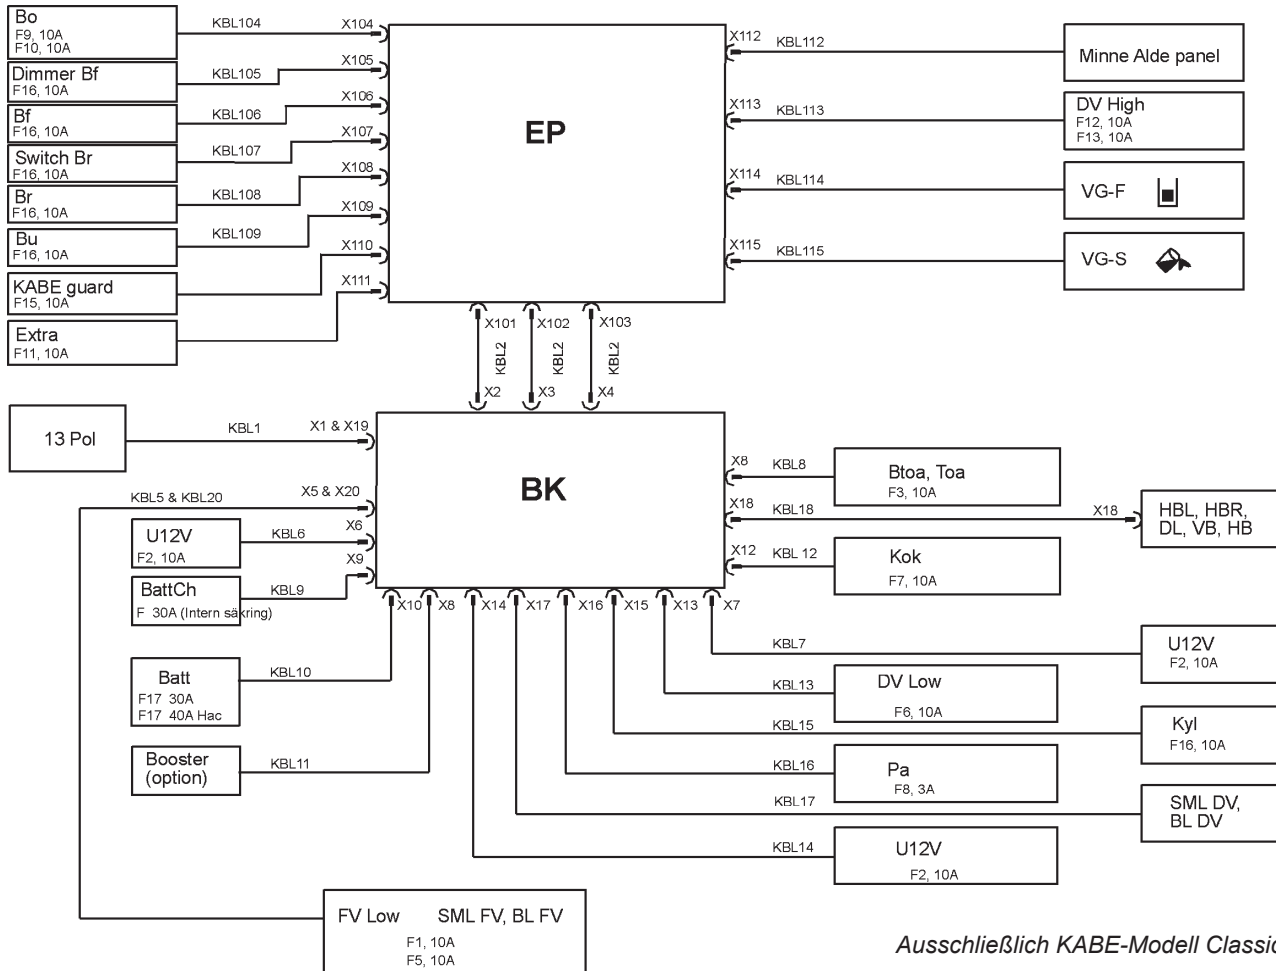 Bo
F9, 10A
F10, 10A
KBL104
X104
Dimmer Bf
F16, 10A
KBL105
X105
Bf
F16, 10A
KBL106
X106
Switch Br
F16, 10A
KBL107
X107
Br
F16, 10A
KBL108
X108
Bu
F16, 10A
KBL109
X109
KABE guard
F15, 10A
X110
Extra
F11, 10A
X111
EP
X112
KBL112
Minne Alde panel
X113
KBL113
DV High
F12, 10A
F13, 10A
X114
KBL114
VG-F
X115
KBL115
VG-S
X101
X102
X103
KBL2
KBL2
KBL2
X2
X3
X4
13 Pol
KBL1
X1 & X19
KBL5 & KBL20
X5 & X20
U12V
F2, 10A
KBL6
X6
BattCh
F 30A (Intern säkring)
KBL9
X9
BK
X8
KBL8
Btoa, Toa
F3, 10A
X18
KBL18
X18
HBL, HBR,
DL, VB, HB
X12
KBL 12
Kok
F7, 10A
X10
X8
X14
X17
X16
X15
X13
X7
Batt
F17 30A
F17 40A Hac
KBL10
Booster
(option)
KBL11
KBL7
U12V
F2, 10A
KBL13
DV Low
F6, 10A
KBL15
Kyl
F16, 10A
KBL16
Pa
F8, 3A
KBL17
SML DV,
BL DV
KBL14
U12V
F2, 10A
FV Low SML FV, BL FV
F1, 10A
F5, 10A
Ausschließlich KABE-Modell Classic